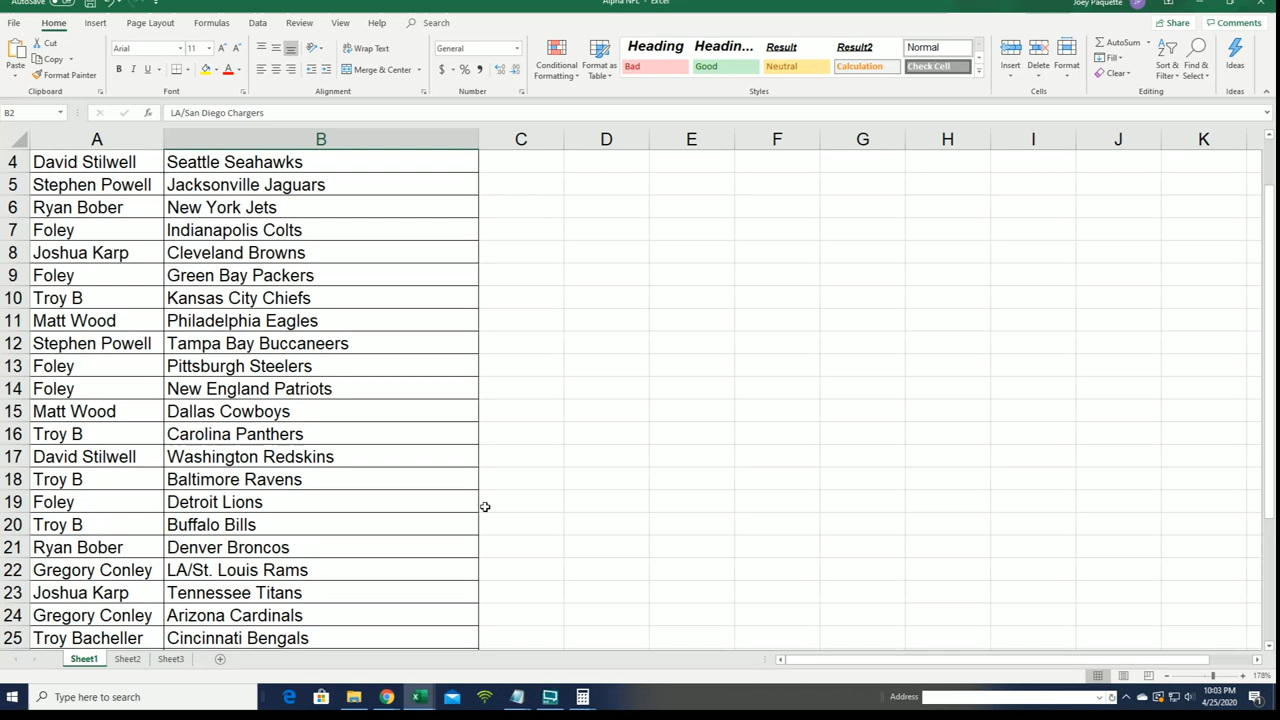 AutoSave Off Alpha NFL - Excel Joey Paquette JP
File Home Insert Page Layout Formulas Data Review View Help Search Share Comments
Paste Cut Copy Format Painter Clipboard
Arial 11 A A B I U A Font
Wrap Text Merge & Center Alignment
General $ % Number
Conditional Formatting Format as Table
Heading Headin... Result Result2 Normal
Bad Good Neutral Calculation Check Cell
Styles
Insert Delete Format Cells
AutoSum Fill Clear Sort & Filter Find & Select Editing
Ideas Ideas
B2 fx LA/San Diego Chargers
A B C D E F G H I J K
4 David Stilwell Seattle Seahawks
5 Stephen Powell Jacksonville Jaguars
6 Ryan Bober New York Jets
7 Foley Indianapolis Colts
8 Joshua Karp Cleveland Browns
9 Foley Green Bay Packers
10 Troy B Kansas City Chiefs
11 Matt Wood Philadelphia Eagles
12 Stephen Powell Tampa Bay Buccaneers
13 Foley Pittsburgh Steelers
14 Foley New England Patriots
15 Matt Wood Dallas Cowboys
16 Troy B Carolina Panthers
17 David Stilwell Washington Redskins
18 Troy B Baltimore Ravens
19 Foley Detroit Lions
20 Troy B Buffalo Bills
21 Ryan Bober Denver Broncos
22 Gregory Conley LA/St. Louis Rams
23 Joshua Karp Tennessee Titans
24 Gregory Conley Arizona Cardinals
25 Troy Bacheller Cincinnati Bengals
Sheet1 Sheet2 Sheet3
178%
Type here to search Address 10:03 PM
4/25/2020